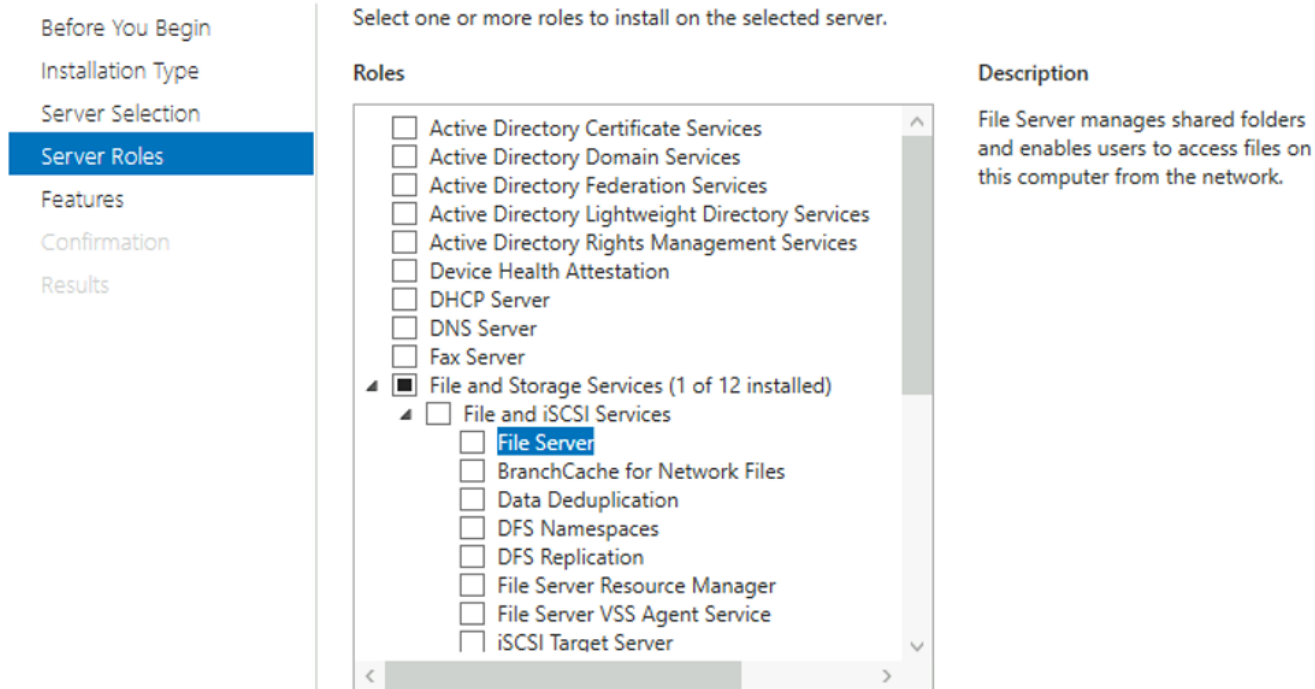 Before You Begin
Installation Type
Server Selection
Server Roles
Features
Confirmation
Results
Select one or more roles to install on the selected server.
Roles
Active Directory Certificate Services
Active Directory Domain Services
Active Directory Federation Services
Active Directory Lightweight Directory Services
Active Directory Rights Management Services
Device Health Attestation
DHCP Server
DNS Server
Fax Server
File and Storage Services (1 of 12 installed)
File and iSCSI Services
File Server
BranchCache for Network Files
Data Deduplication
DFS Namespaces
DFS Replication
File Server Resource Manager
File Server VSS Agent Service
iSCSI Target Server
Description
File Server manages shared folders
and enables users to access files on
this computer from the network.